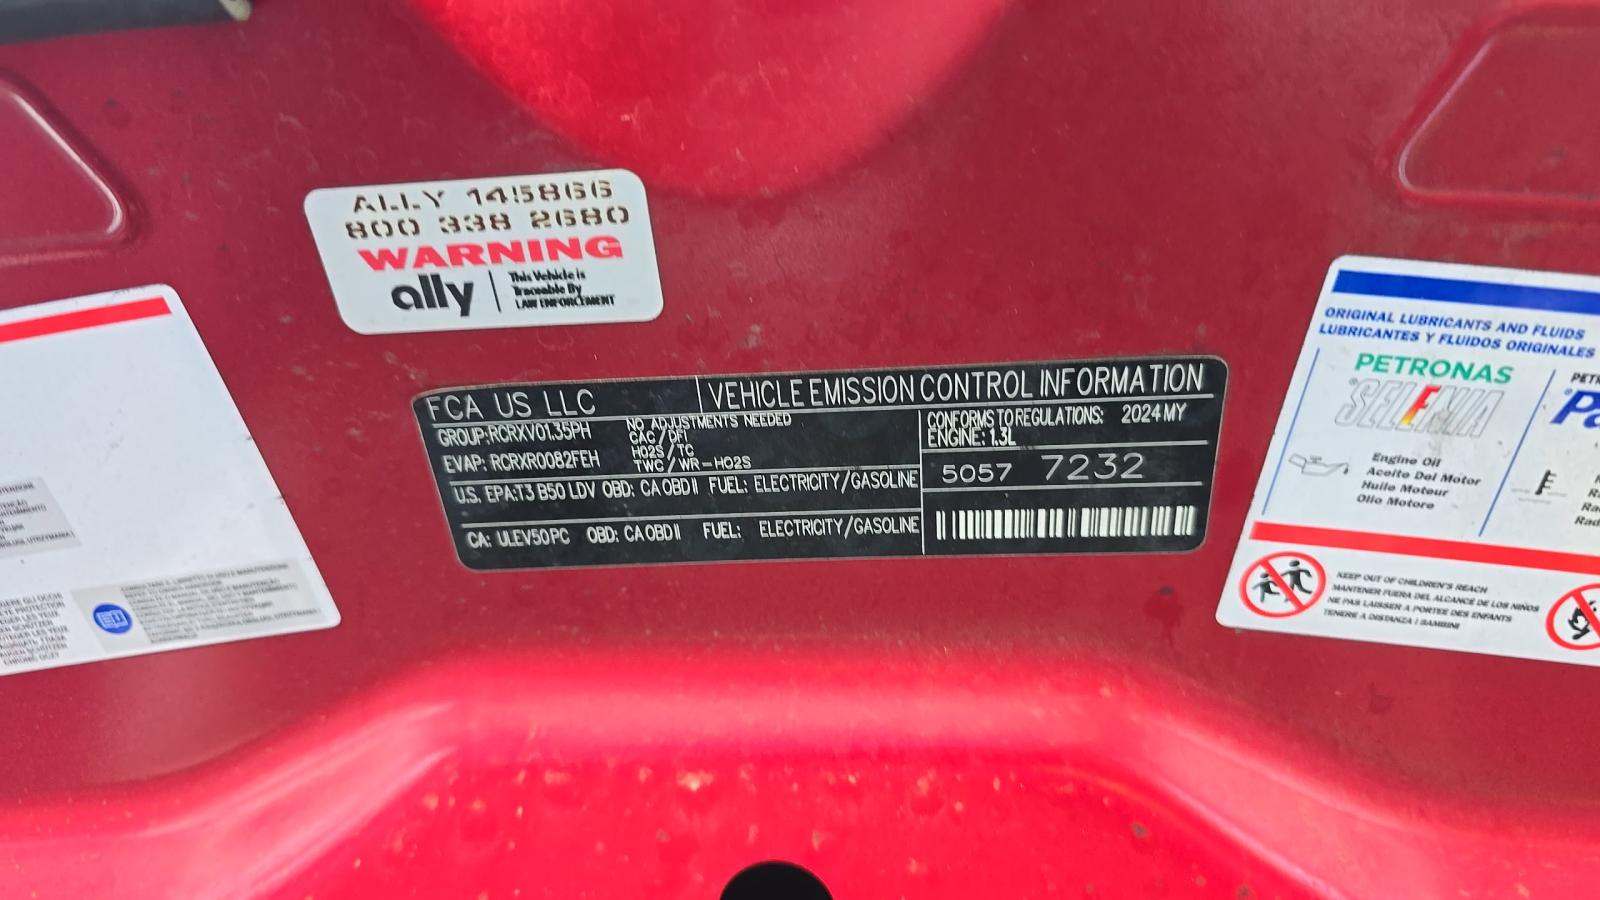 ALLY 145866
800 338 2680
WARNING
ally
This Vehicle is
Traceable By
LAW ENFORCEMENT
FCA US LLC
VEHICLE EMISSION CONTROL INFORMATION
GROUP:RCRXV01.35PH
EVAP: RCRXR0082FEH
NO ADJUSTMENTS NEEDED
CAC/DFI
HO2S/TC
TWC/WR-HO2S
CONFORMS TO REGULATIONS: 2024 MY
ENGINE: 1.3L
U.S. EPA:T3 B50 LDV OBD: CA OBD II FUEL: ELECTRICITY/GASOLINE
5057 7232
CA: ULEV50 PC OBD: CA OBD II FUEL: ELECTRICITY/GASOLINE
ORIGINAL LUBRICANTS AND FLUIDS
LUBRICANTES Y FLUIDOS ORIGINALES
PETRONAS
SELENIA
Engine Oil
Aceite Del Motor
Huile Moteur
Olio Motore
KEEP OUT OF CHILDREN'S REACH
MANTENER FUERA DEL ALCANCE DE LOS NIÑOS
NE PAS LAISSER A PORTEE DES ENFANTS
TENERE A DISTANZA I BAMBINI